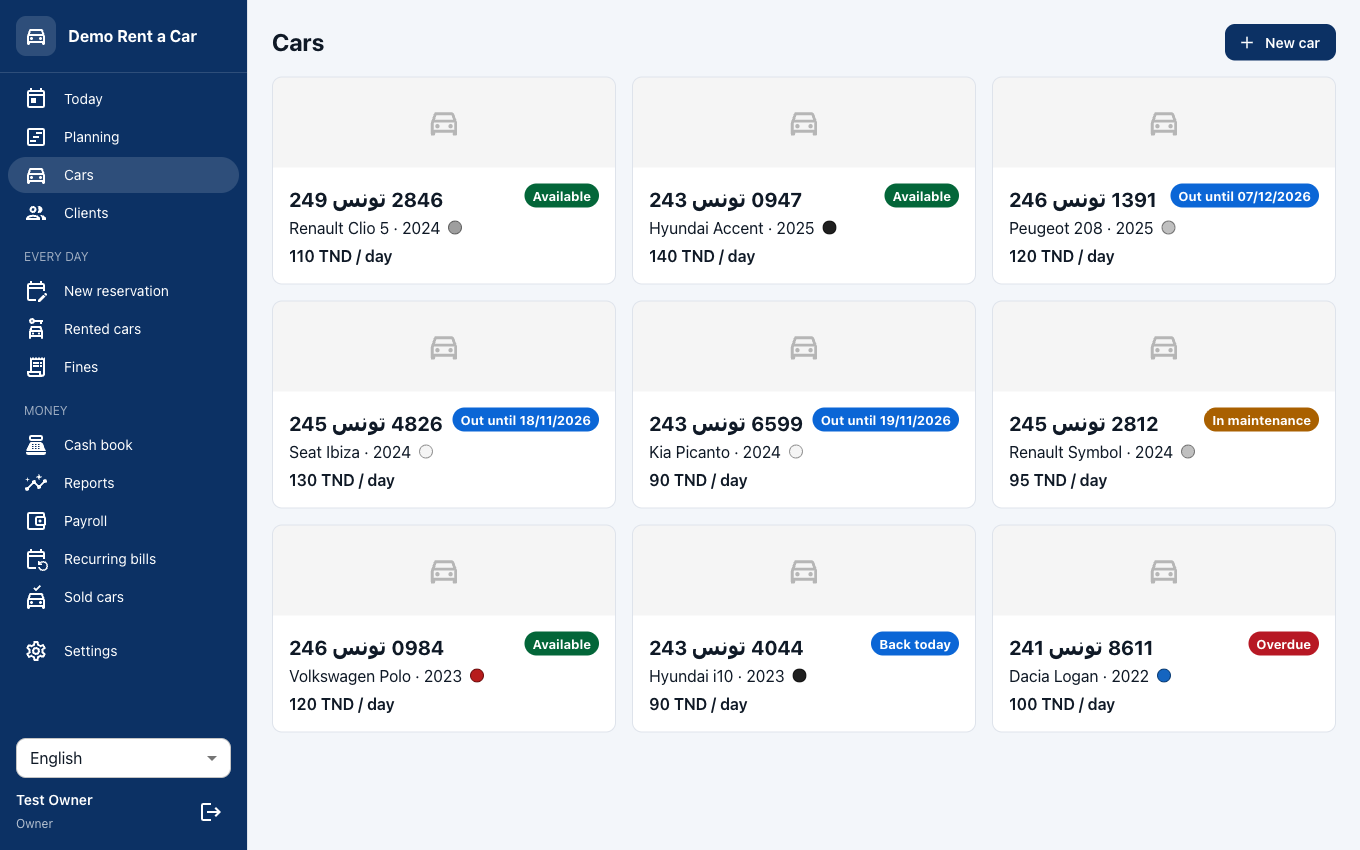 Demo Rent a Car
Today
Planning
Cars
Clients
EVERY DAY
New reservation
Rented cars
Fines
MONEY
Cash book
Reports
Payroll
Recurring bills
Sold cars
Settings
English
Test Owner
Owner
Cars
New car
249 تونس 2846
Available
Renault Clio 5 · 2024
110 TND / day
243 تونس 0947
Available
Hyundai Accent · 2025
140 TND / day
246 تونس 1391
Out until 07/12/2026
Peugeot 208 · 2025
120 TND / day
245 تونس 4826
Out until 18/11/2026
Seat Ibiza · 2024
130 TND / day
243 تونس 6599
Out until 19/11/2026
Kia Picanto · 2024
90 TND / day
245 تونس 2812
In maintenance
Renault Symbol · 2024
95 TND / day
246 تونس 0984
Available
Volkswagen Polo · 2023
120 TND / day
243 تونس 4044
Back today
Hyundai i10 · 2023
90 TND / day
241 تونس 8611
Overdue
Dacia Logan · 2022
100 TND / day